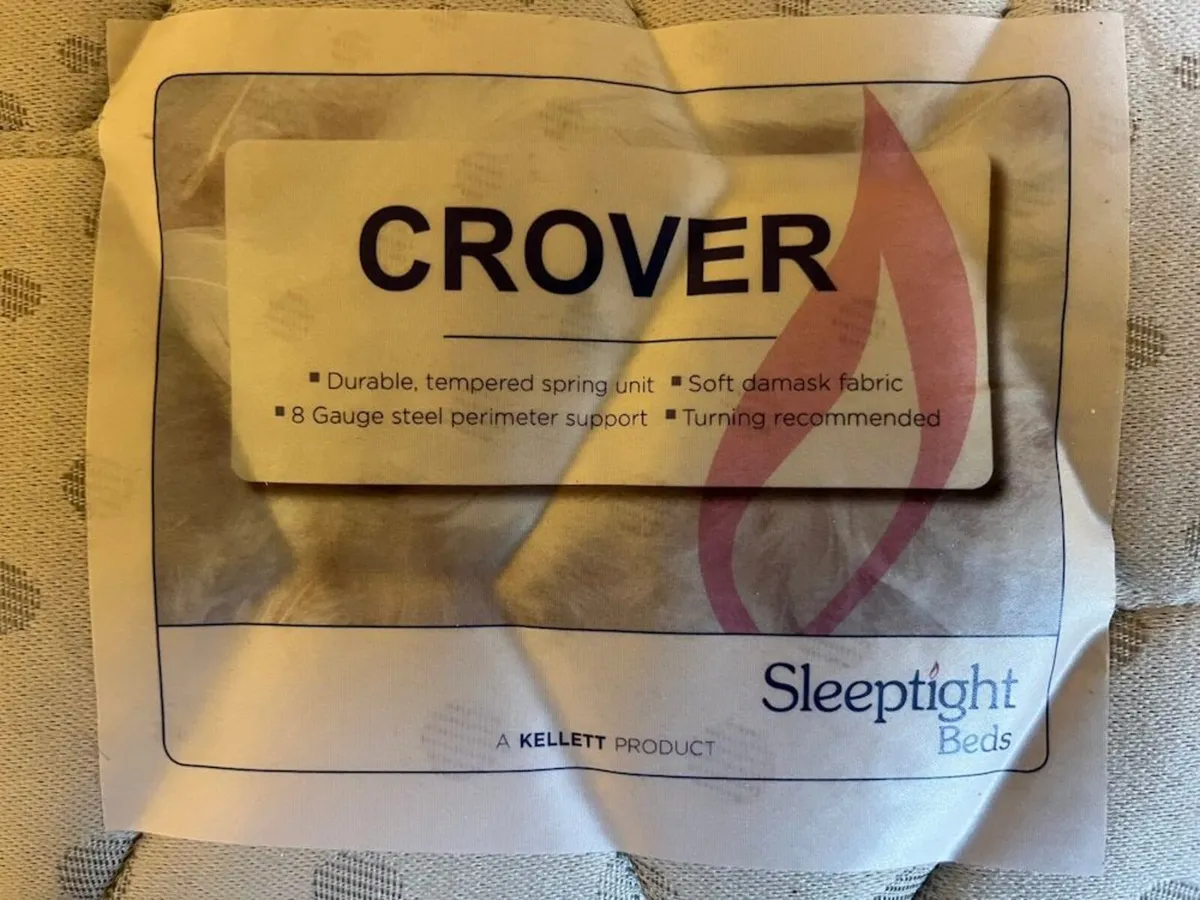 CROVER
▪ Durable, tempered spring unit ▪ Soft damask fabric
▪ 8 Gauge steel perimeter support ▪ Turning recommended
Sleeptight
Beds
A KELLETT PRODUCT